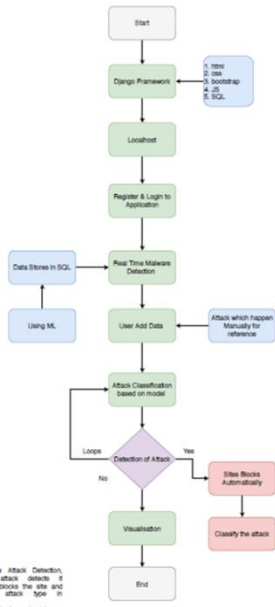 Start
Django Framework
1. html
2. css
3. bootstrap
4. JS
5. SQL
Localhost
Register & Login to
Application
Data Stores In SQL
Real Time Malware
Detection
Using ML
User Add Data
Attack which happen
Manually for
reference
Attack Classification
based on model
Loops
Detection of Attack
Yes
No
Sites Blocks
Automatically
Visualisation
Classify the attack
End
Attack Detection,
attack detects it
blocks the site and
attack type in